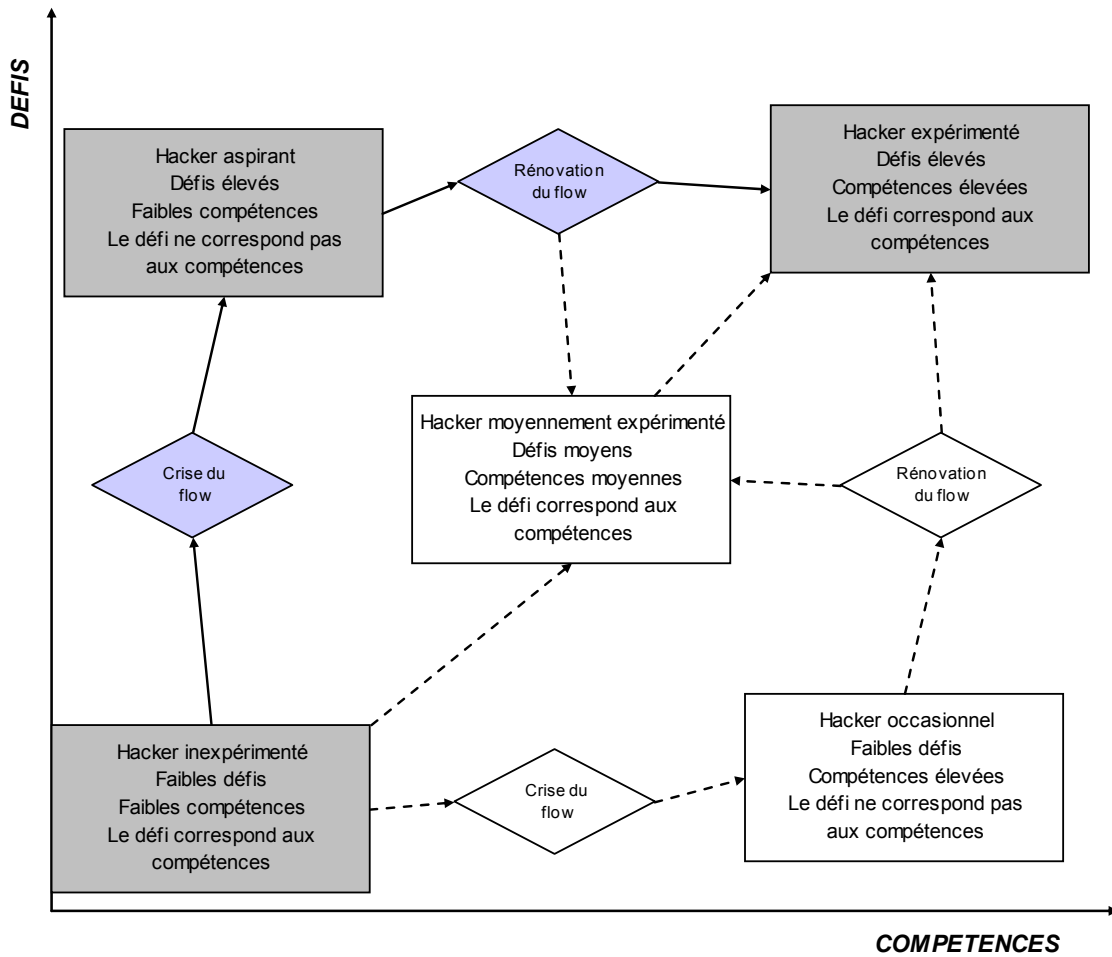 DEFIS
Hacker aspirant
Défis élevés
Faibles compétences
Le défi ne correspond pas
aux compétences
Rénovation
du flow
Hacker expérimenté
Défis élevés
Compétences élevées
Le défi correspond aux
compétences
Crise du
flow
Hacker moyennement expérimenté
Défis moyens
Compétences moyennes
Le défi correspond aux
compétences
Rénovation
du flow
Hacker inexpérimenté
Faibles défis
Faibles compétences
Le défi correspond aux
compétences
Crise du
flow
Hacker occasionnel
Faibles défis
Compétences élevées
Le défi ne correspond pas
aux compétences
COMPETENCES